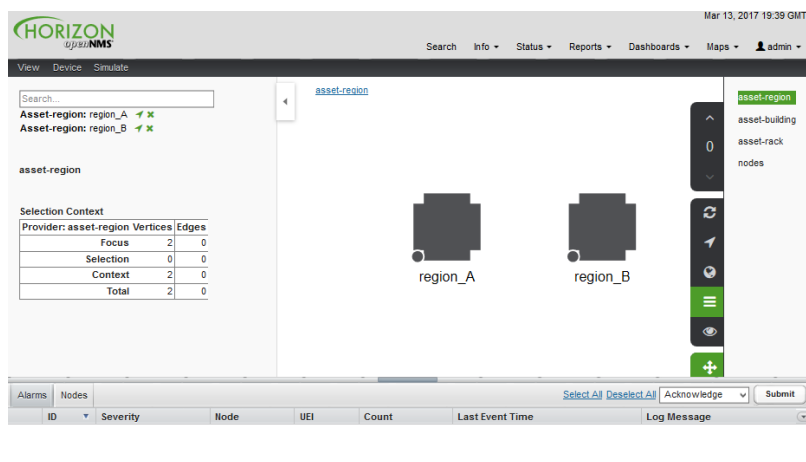 Mar 13, 2017 19:39 GMT
HORIZON
openNMS
Search Info Status Reports Dashboards Maps admin
View Device Simulate
Search...
asset-region
asset-region
Asset-region: region_A
asset-building
Asset-region: region_B
0
asset-rack
nodes
asset-region
Selection Context
Provider: asset-region Vertices Edges
Focus 2 0
Selection 0 0
Context 2 0
Total 2 0
region_A region_B
Alarms Nodes Select All Deselect All Acknowledge Submit
ID Severity Node UEI Count Last Event Time Log Message